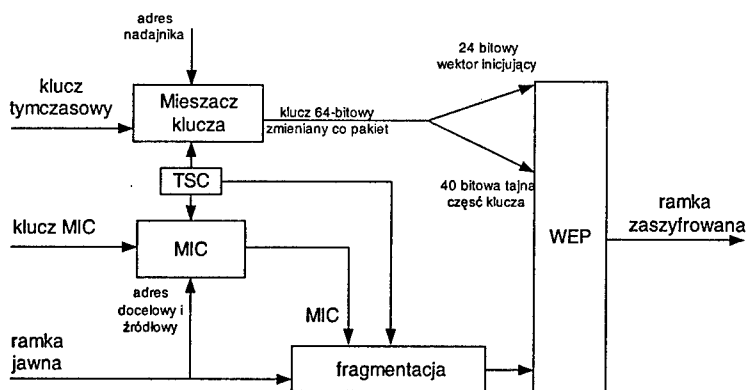 adres
nadajnika
24 bitowy
wektor inicjujący
klucz
tymczasowy
Mieszacz
klucza
klucz 64-bitowy
zmieniany co pakiet
TSC
40 bitowa tajna
część klucza
klucz MIC
MIC
WEP
ramka
zaszyfrowana
adres
docelowy i
źródłowy
MIC
ramka
jawna
fragmentacja